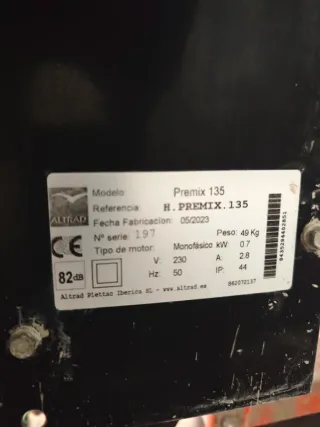 Modelo: Premix 135
Referencia: H.PREMIX.135
ALTRAD
Fecha Fabricación: 05/2023
Nº serie: 197 Peso: 49 Kg
Tipo de motor: Monofásico kW: 0.7
V: 230 A: 2.8
Hz: 50 IP: 44
CE
82dB
Altrad Plettac Iberica SL - www.altrad.es
B62072137